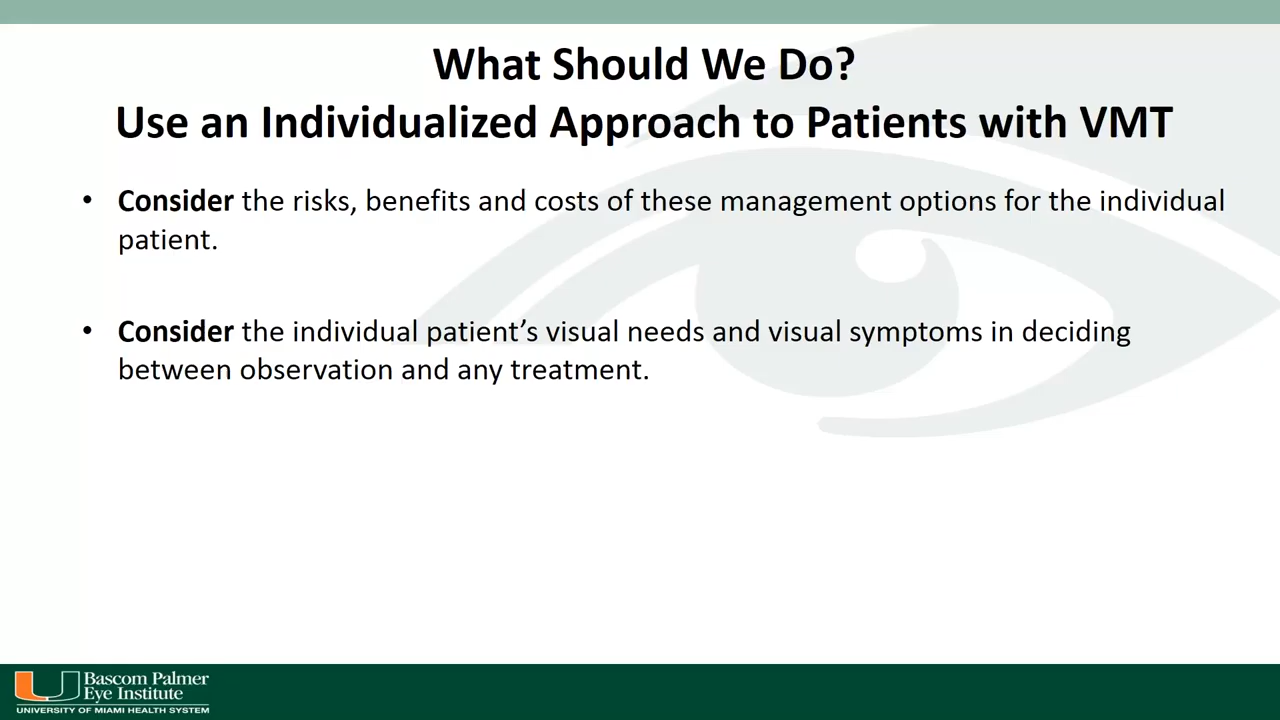 What Should We Do?
Use an Individualized Approach to Patients with VMT
• Consider the risks, benefits and costs of these management options for the individual
patient.
• Consider the individual patient’s visual needs and visual symptoms in deciding
between observation and any treatment.
Bascom Palmer
Eye Institute
UNIVERSITY OF MIAMI HEALTH SYSTEM